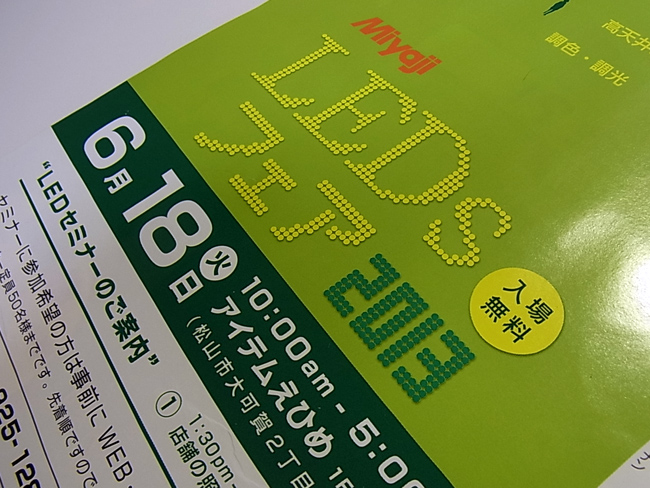 Miyaji
LEDs
フェア
2013
入場
無料
高天井
調色・調光
6月18日(火)
10:00am - 5:00
アイテムえひめ 1F
(松山市大可賀2丁目
"LEDセミナーのご案内"
セミナーに参加希望の方は事前にWEB
定員50名様までです。先着順ですので
025-128
① 1:30pm-
店舗の照